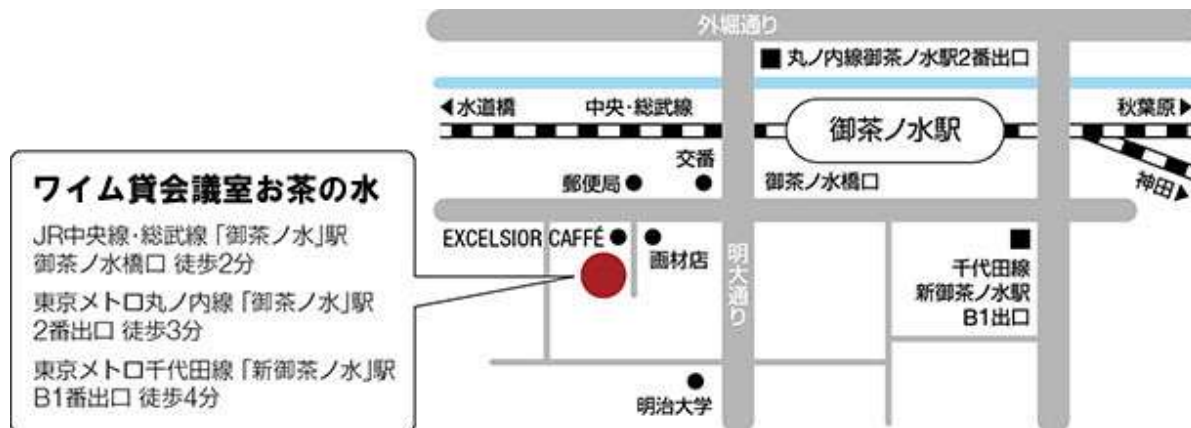 外堀通り
丸ノ内線御茶ノ水駅2番出口
水道橋
中央・総武線
御茶ノ水駅
秋葉原
神田
交番
郵便局
御茶ノ水橋口
ワイム貸会議室お茶の水
JR中央線・総武線「御茶ノ水」駅
御茶ノ水橋口 徒歩2分
東京メトロ丸ノ内線「御茶ノ水」駅
2番出口 徒歩3分
東京メトロ千代田線「新御茶ノ水」駅
B1番出口 徒歩4分
EXCELSIOR CAFFÉ
画材店
明大通り
千代田線
新御茶ノ水駅
B1出口
明治大学